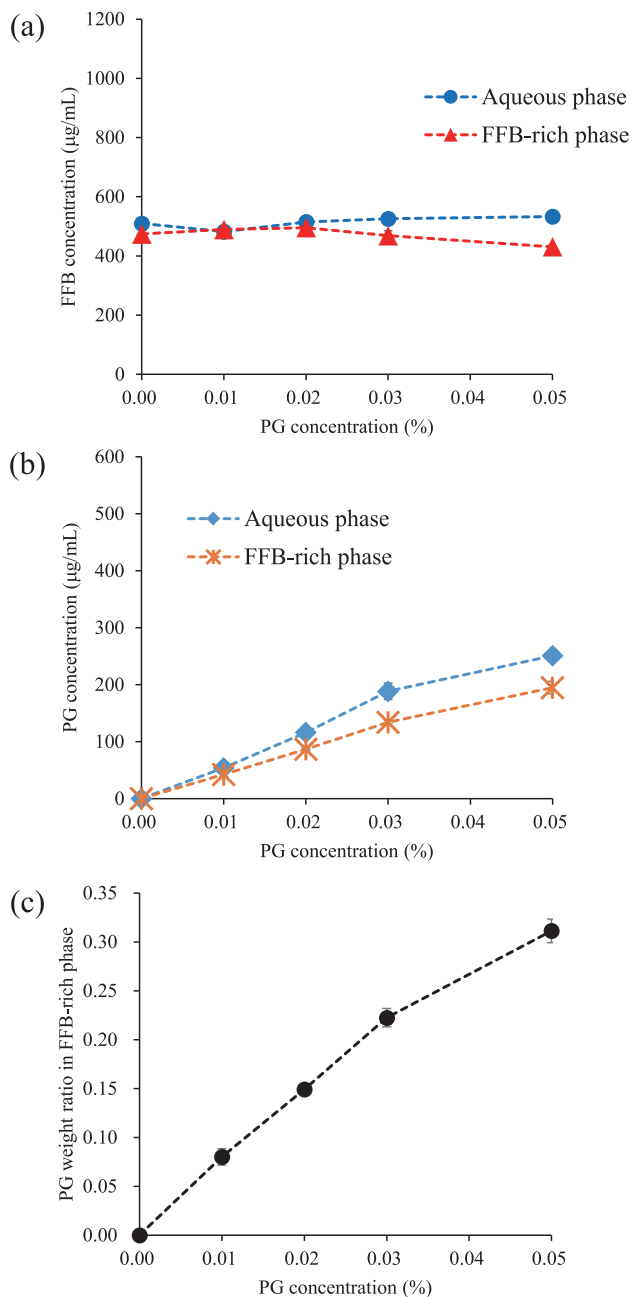 (a)
1200
1000
800
600
400
200
0
FFB concentration (μg/mL)
Aqueous phase
FFB-rich phase
0.00 0.01 0.02 0.03 0.04 0.05
PG concentration (%)
(b)
600
500
400
300
200
100
0
PG concentration (μg/mL)
Aqueous phase
FFB-rich phase
0.00 0.01 0.02 0.03 0.04 0.05
PG concentration (%)
(c)
0.35
0.30
0.25
0.20
0.15
0.10
0.05
0.00
PG weight ratio in FFB-rich phase
0.00 0.01 0.02 0.03 0.04 0.05
PG concentration (%)